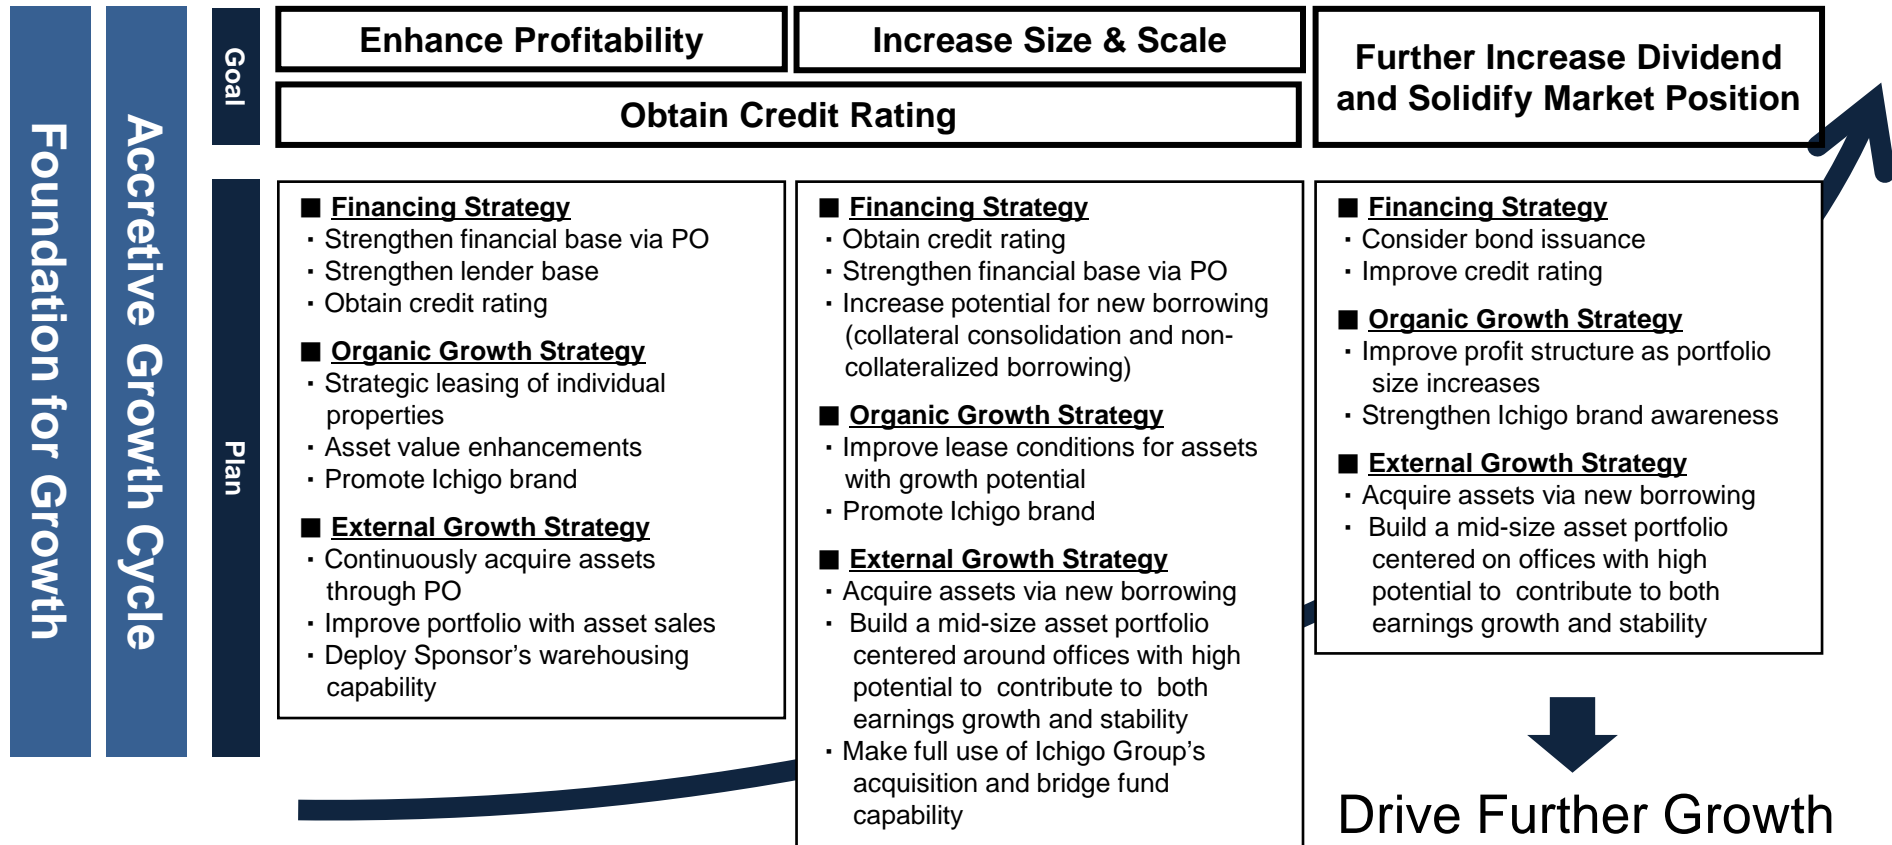 Foundation for Growth
Accretive Growth Cycle
Goal
Enhance Profitability
Increase Size & Scale
Further Increase Dividend
and Solidify Market Position
Obtain Credit Rating
Plan
■ Financing Strategy
・Strengthen financial base via PO
・Strengthen lender base
・Obtain credit rating
■ Organic Growth Strategy
・Strategic leasing of individual
properties
・Asset value enhancements
・Promote Ichigo brand
■ External Growth Strategy
・Continuously acquire assets
through PO
・Improve portfolio with asset sales
・Deploy Sponsor’s warehousing
capability
■ Financing Strategy
・Obtain credit rating
・Strengthen financial base via PO
・Increase potential for new borrowing
(collateral consolidation and non-
collateralized borrowing)
■ Organic Growth Strategy
・Improve lease conditions for assets
with growth potential
・Promote Ichigo brand
■ External Growth Strategy
・Acquire assets via new borrowing
・Build a mid-size asset portfolio
centered around offices with high
potential to contribute to both
earnings growth and stability
・Make full use of Ichigo Group’s
acquisition and bridge fund
capability
■ Financing Strategy
・Consider bond issuance
・Improve credit rating
■ Organic Growth Strategy
・Improve profit structure as portfolio
size increases
・Strengthen Ichigo brand awareness
■ External Growth Strategy
・Acquire assets via new borrowing
・Build a mid-size asset portfolio
centered on offices with high
potential to contribute to both
earnings growth and stability
Drive Further Growth